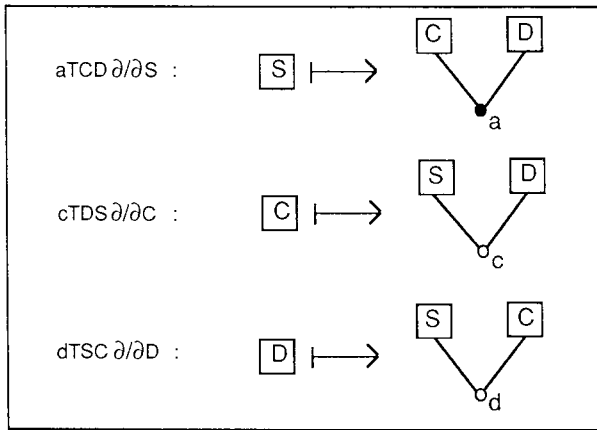 C D
aTCD ∂/∂S : S
a
S D
cTDS ∂/∂C : C
c
S C
dTSC ∂/∂D : D
d